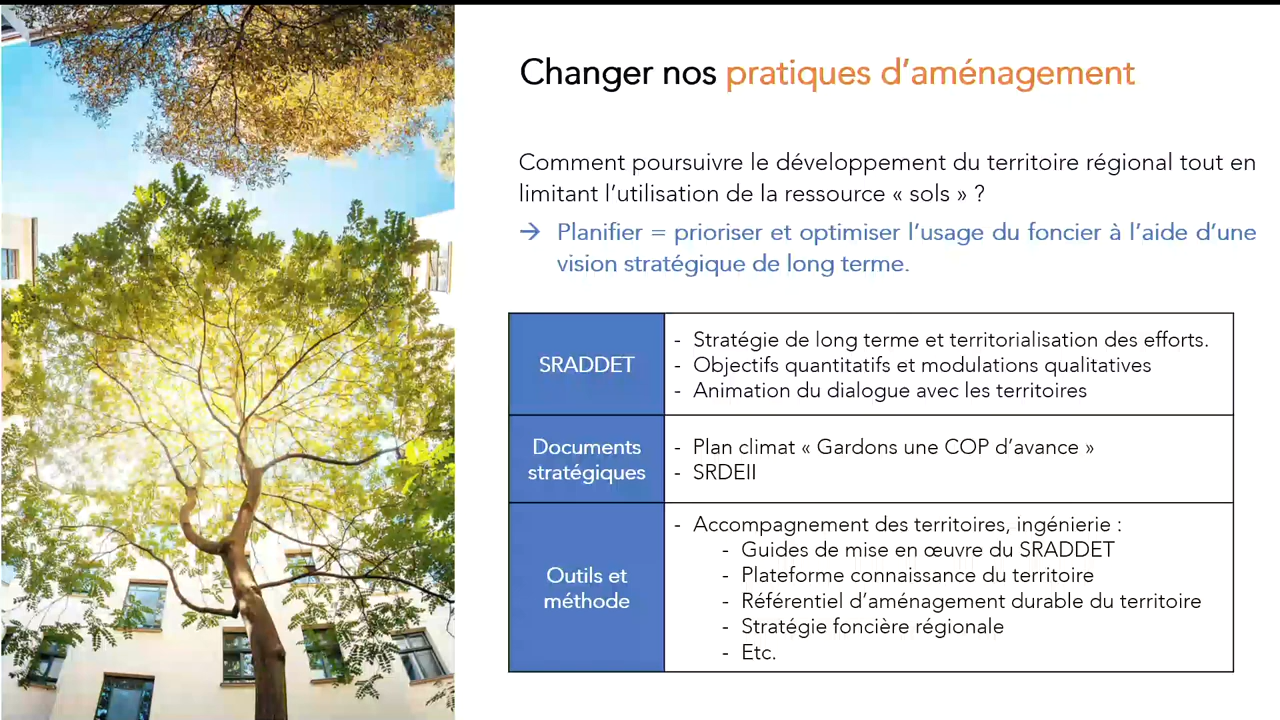 Changer nos pratiques d'aménagement
Comment poursuivre le développement du territoire régional tout en
limitant l'utilisation de la ressource « sols » ?
→ Planifier = prioriser et optimiser l'usage du foncier à l'aide d'une
vision stratégique de long terme.
SRADDET
- Stratégie de long terme et territorialisation des efforts.
- Objectifs quantitatifs et modulations qualitatives
- Animation du dialogue avec les territoires
Documents
stratégiques
- Plan climat « Gardons une COP d'avance »
- SRDEII
Outils et
méthode
- Accompagnement des territoires, ingénierie :
- Guides de mise en œuvre du SRADDET
- Plateforme connaissance du territoire
- Référentiel d'aménagement durable du territoire
- Stratégie foncière régionale
- Etc.